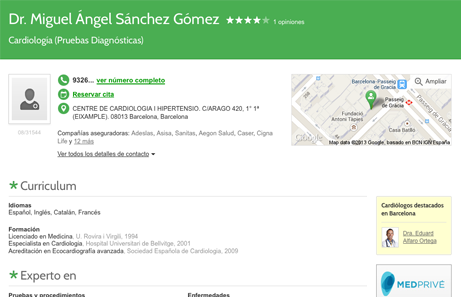 Dr. Miguel Ángel Sánchez Gómez ★★★★★ 1 opiniones
Cardiología (Pruebas Diagnósticas)
9326... ver número completo
Reservar cita
CENTRE DE CARDIOLOGIA I HIPERTENSIO. C/ARAGO 420, 1° 1ª
(EIXAMPLE). 08013 Barcelona, Barcelona
08/31544
Compañías aseguradoras: Adeslas, Asisa, Sanitas, Aegon Salud, Caser, Cigna
Life y 12 más
Ver todos los detalles de contacto
Ampliar
Barcelona-Passeig
de Gràcia
Passeig
de Gràcia
Fundació
Antoni
Tàpies
Casa Batlló
Passeig de Gràcia
Google
Map data ©2013 Google, basado en BCN IGN España
Curriculum
Idiomas
Español, Inglés, Catalán, Francés
Formación
Licenciado en Medicina. U. Rovira i Virgili, 1994
Especialista en Cardiología. Hospital Universitari de Bellvitge, 2001
Acreditación en Ecocardiografía avanzada. Sociedad Española de Cardiología, 2009
Cardiólogos destacados
en Barcelona
Dra. Eduard
Alfaro Ortega
Experto en
Pruebas y procedimientos
Enfermedades
MEDPRIVÉ